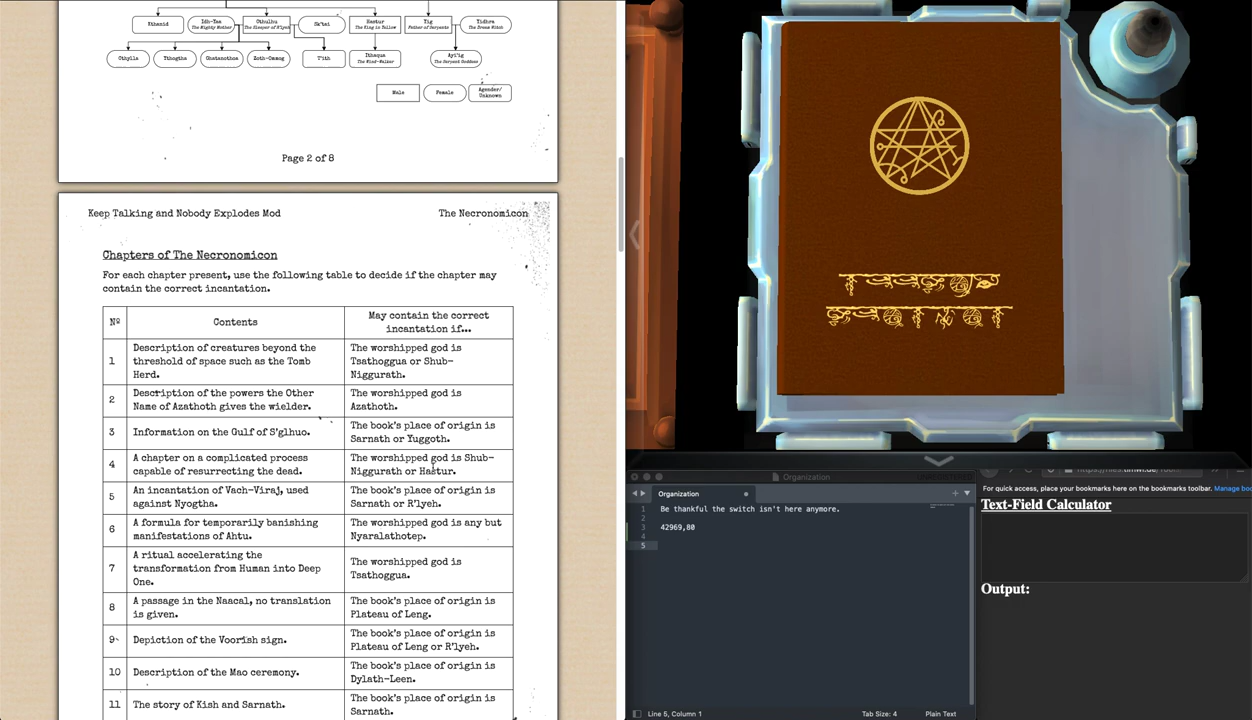 Ythanid
Idh-Yaa
The Mighty Mother
Cthulhu
The Sleeper of R'lyeh
Sk'tai
Hastur
The King in Yellow
Yig
Father of Serpents
Yidhra
The Dream Witch
Cthylla
Ythogtha
Ghatanothoa
Zoth-Ommog
T'ith
Ithaqua
The Wind-Walker
Ayi'ig
The Serpent Goddess
Male
Female
Agender/
Unknown
Page 2 of 8
Keep Talking and Nobody Explodes Mod
The Necronomicon
Chapters of The Necronomicon
For each chapter present, use the following table to decide if the chapter may
contain the correct incantation.
Nº
Contents
May contain the correct
incantation if...
1
Description of creatures beyond the
threshold of space such as the Tomb
Herd.
The worshipped god is
Tsathoggua or Shub-
Niggurath.
2
Description of the powers the Other
Name of Azathoth gives the wielder.
The worshipped god is
Azathoth.
3
Information on the Gulf of S'glhuo.
The book's place of origin is
Sarnath or Yuggoth.
4
A chapter on a complicated process
capable of resurrecting the dead.
The worshipped god is Shub-
Niggurath or Hastur.
5
An incantation of Vach-Viraj, used
against Nyogtha.
The book's place of origin is
Sarnath or R'lyeh.
6
A formula for temporarily banishing
manifestations of Ahtu.
The worshipped god is any but
Nyaralathotep.
7
A ritual accelerating the
transformation from Human into Deep
One.
The worshipped god is
Tsathoggua.
8
A passage in the Naacal, no translation
is given.
The book's place of origin is
Plateau of Leng.
9
Depiction of the Voorish sign.
The book's place of origin is
Plateau of Leng or R'lyeh.
10
Description of the Mao ceremony.
The book's place of origin is
Dylath-Leen.
11
The story of Kish and Sarnath.
The book's place of origin is
Sarnath.
Organization
Organization
1 Be thankful the switch isn't here anymore.
2
3 42969,80
4
5
Line 5, Column 1
Tab Size: 4
Plain Text
For quick access, place your bookmarks here on the bookmarks toolbar. Manage boo
Text-Field Calculator
Output: